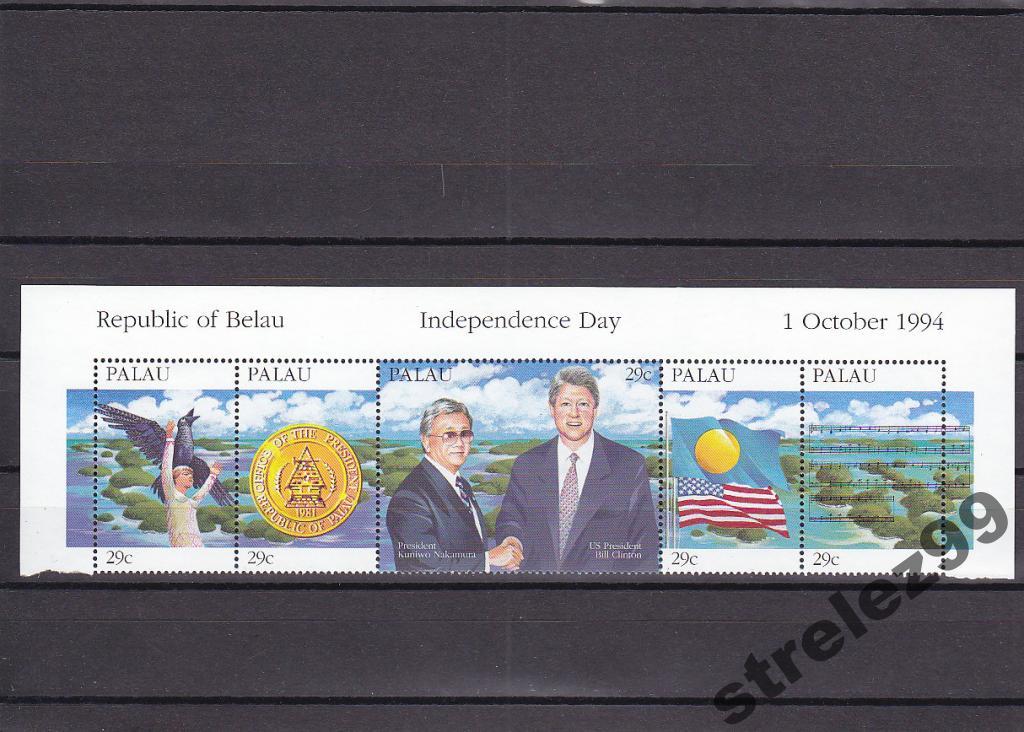 Republic of Belau
Independence Day
1 October 1994
PALAU
PALAU
PALAU
29c
PALAU
PALAU
OFFICE OF THE PRESIDENT
REPUBLIC OF PALAU
1981
President
Kuniwo Nakamura
US President
Bill Clinton
29c
29c
29c
29c
strelez99